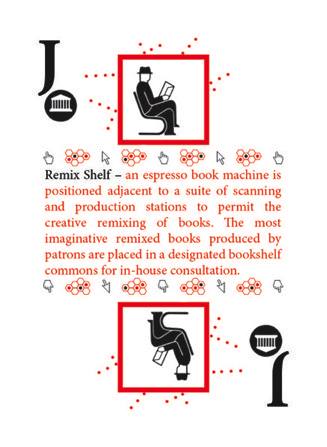 J
Remix Shelf – an espresso book machine is
positioned adjacent to a suite of scanning
and production stations to permit the
creative remixing of books. The most
imaginative remixed books produced by
patrons are placed in a designated bookshelf
commons for in-house consultation.
J